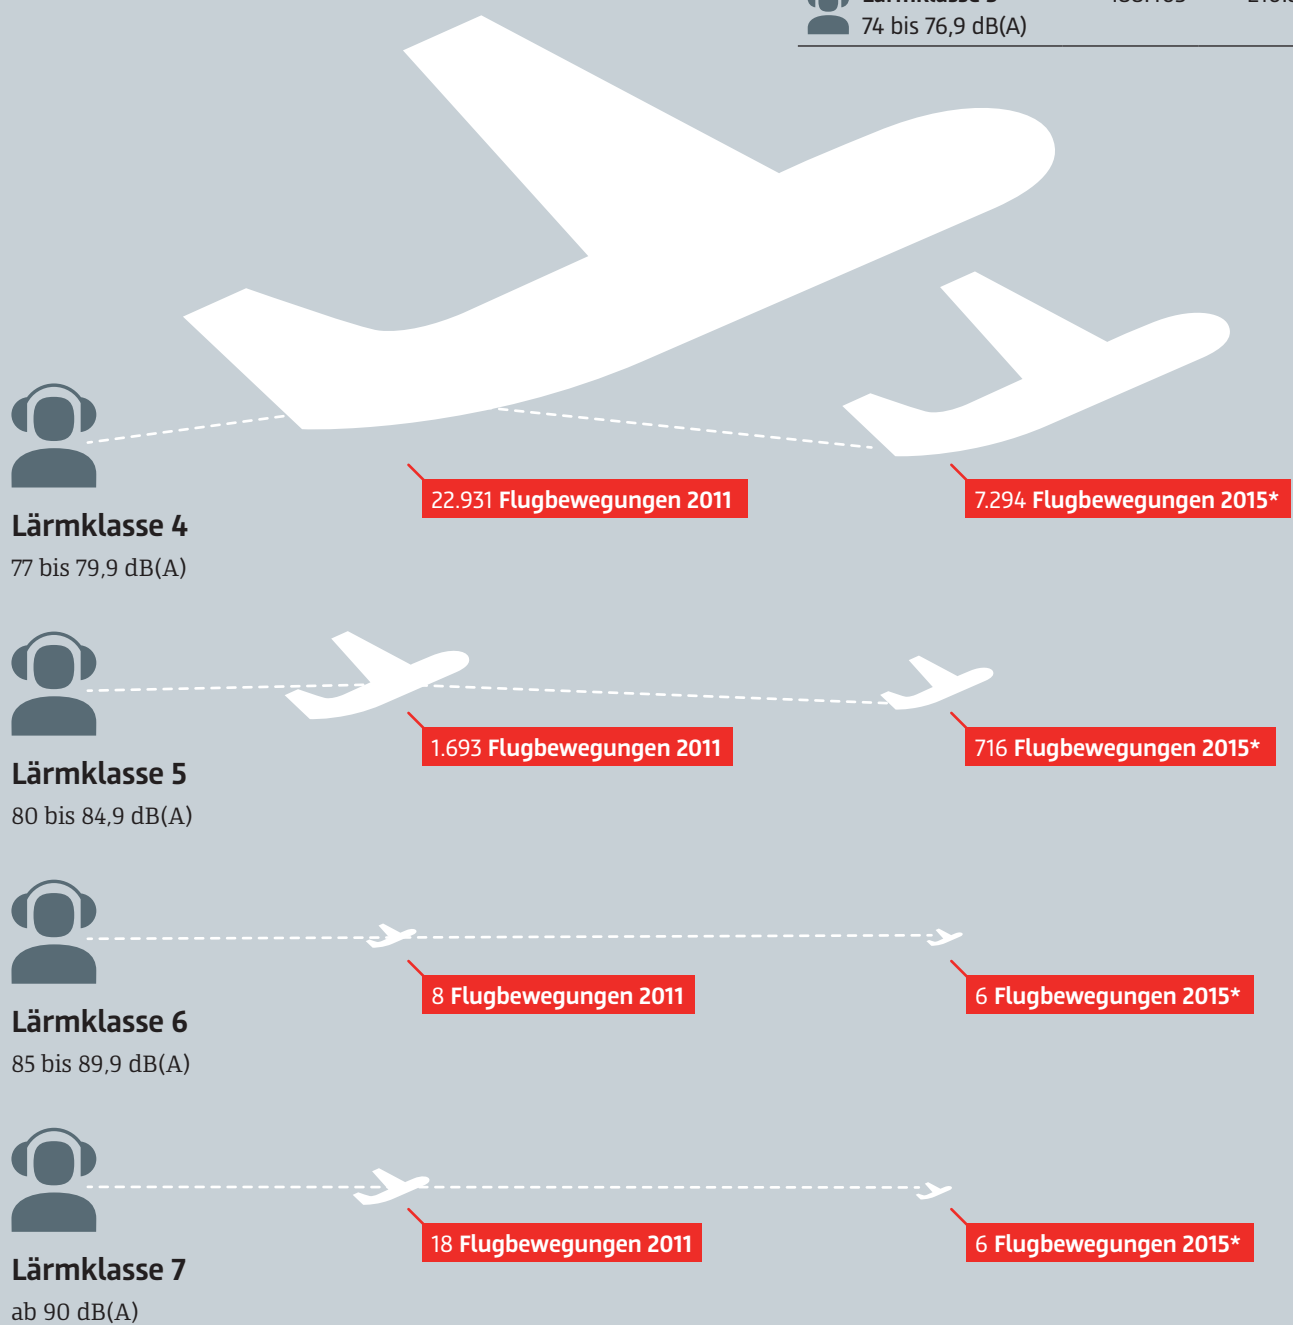 74 bis 76,9 dB(A)
22.931 Flugbewegungen 2011
7.294 Flugbewegungen 2015*
Lärmklasse 4
77 bis 79,9 dB(A)
1.693 Flugbewegungen 2011
716 Flugbewegungen 2015*
Lärmklasse 5
80 bis 84,9 dB(A)
8 Flugbewegungen 2011
6 Flugbewegungen 2015*
Lärmklasse 6
85 bis 89,9 dB(A)
18 Flugbewegungen 2011
6 Flugbewegungen 2015*
Lärmklasse 7
ab 90 dB(A)